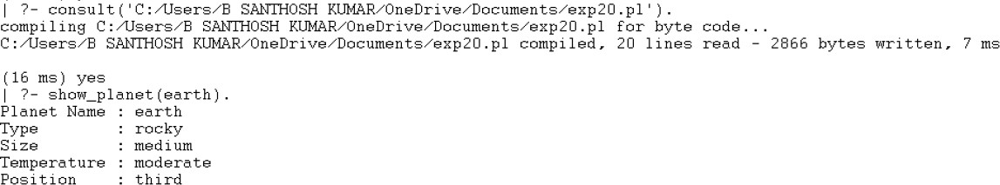 | ?- consult('C:/Users/B SANTHOSH KUMAR/OneDrive/Documents/exp20.pl').
compiling C:/Users/B SANTHOSH KUMAR/OneDrive/Documents/exp20.pl for byte code...
C:/Users/B SANTHOSH KUMAR/OneDrive/Documents/exp20.pl compiled, 20 lines read - 2866 bytes written, 7 ms
(16 ms) yes
| ?- show_planet(earth).
Planet Name : earth
Type        : rocky
Size        : medium
Temperature : moderate
Position    : third